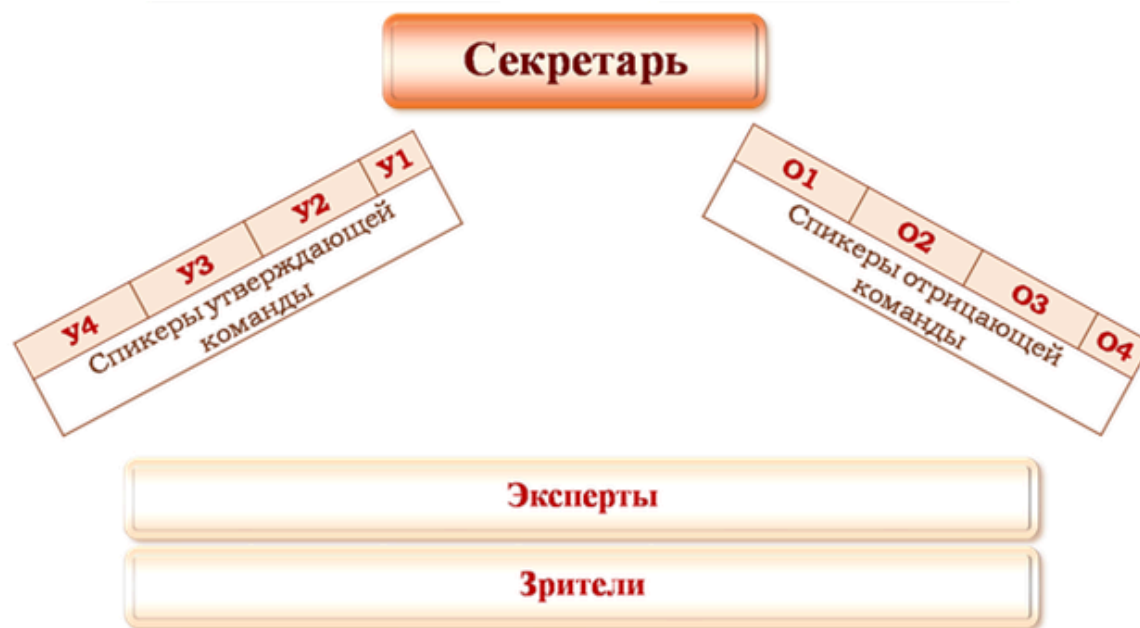 Секретарь
У1
У2
У3
У4
Спикеры утверждающей
команды
О1
О2
О3
О4
Спикеры отрицающей
команды
Эксперты
Зрители